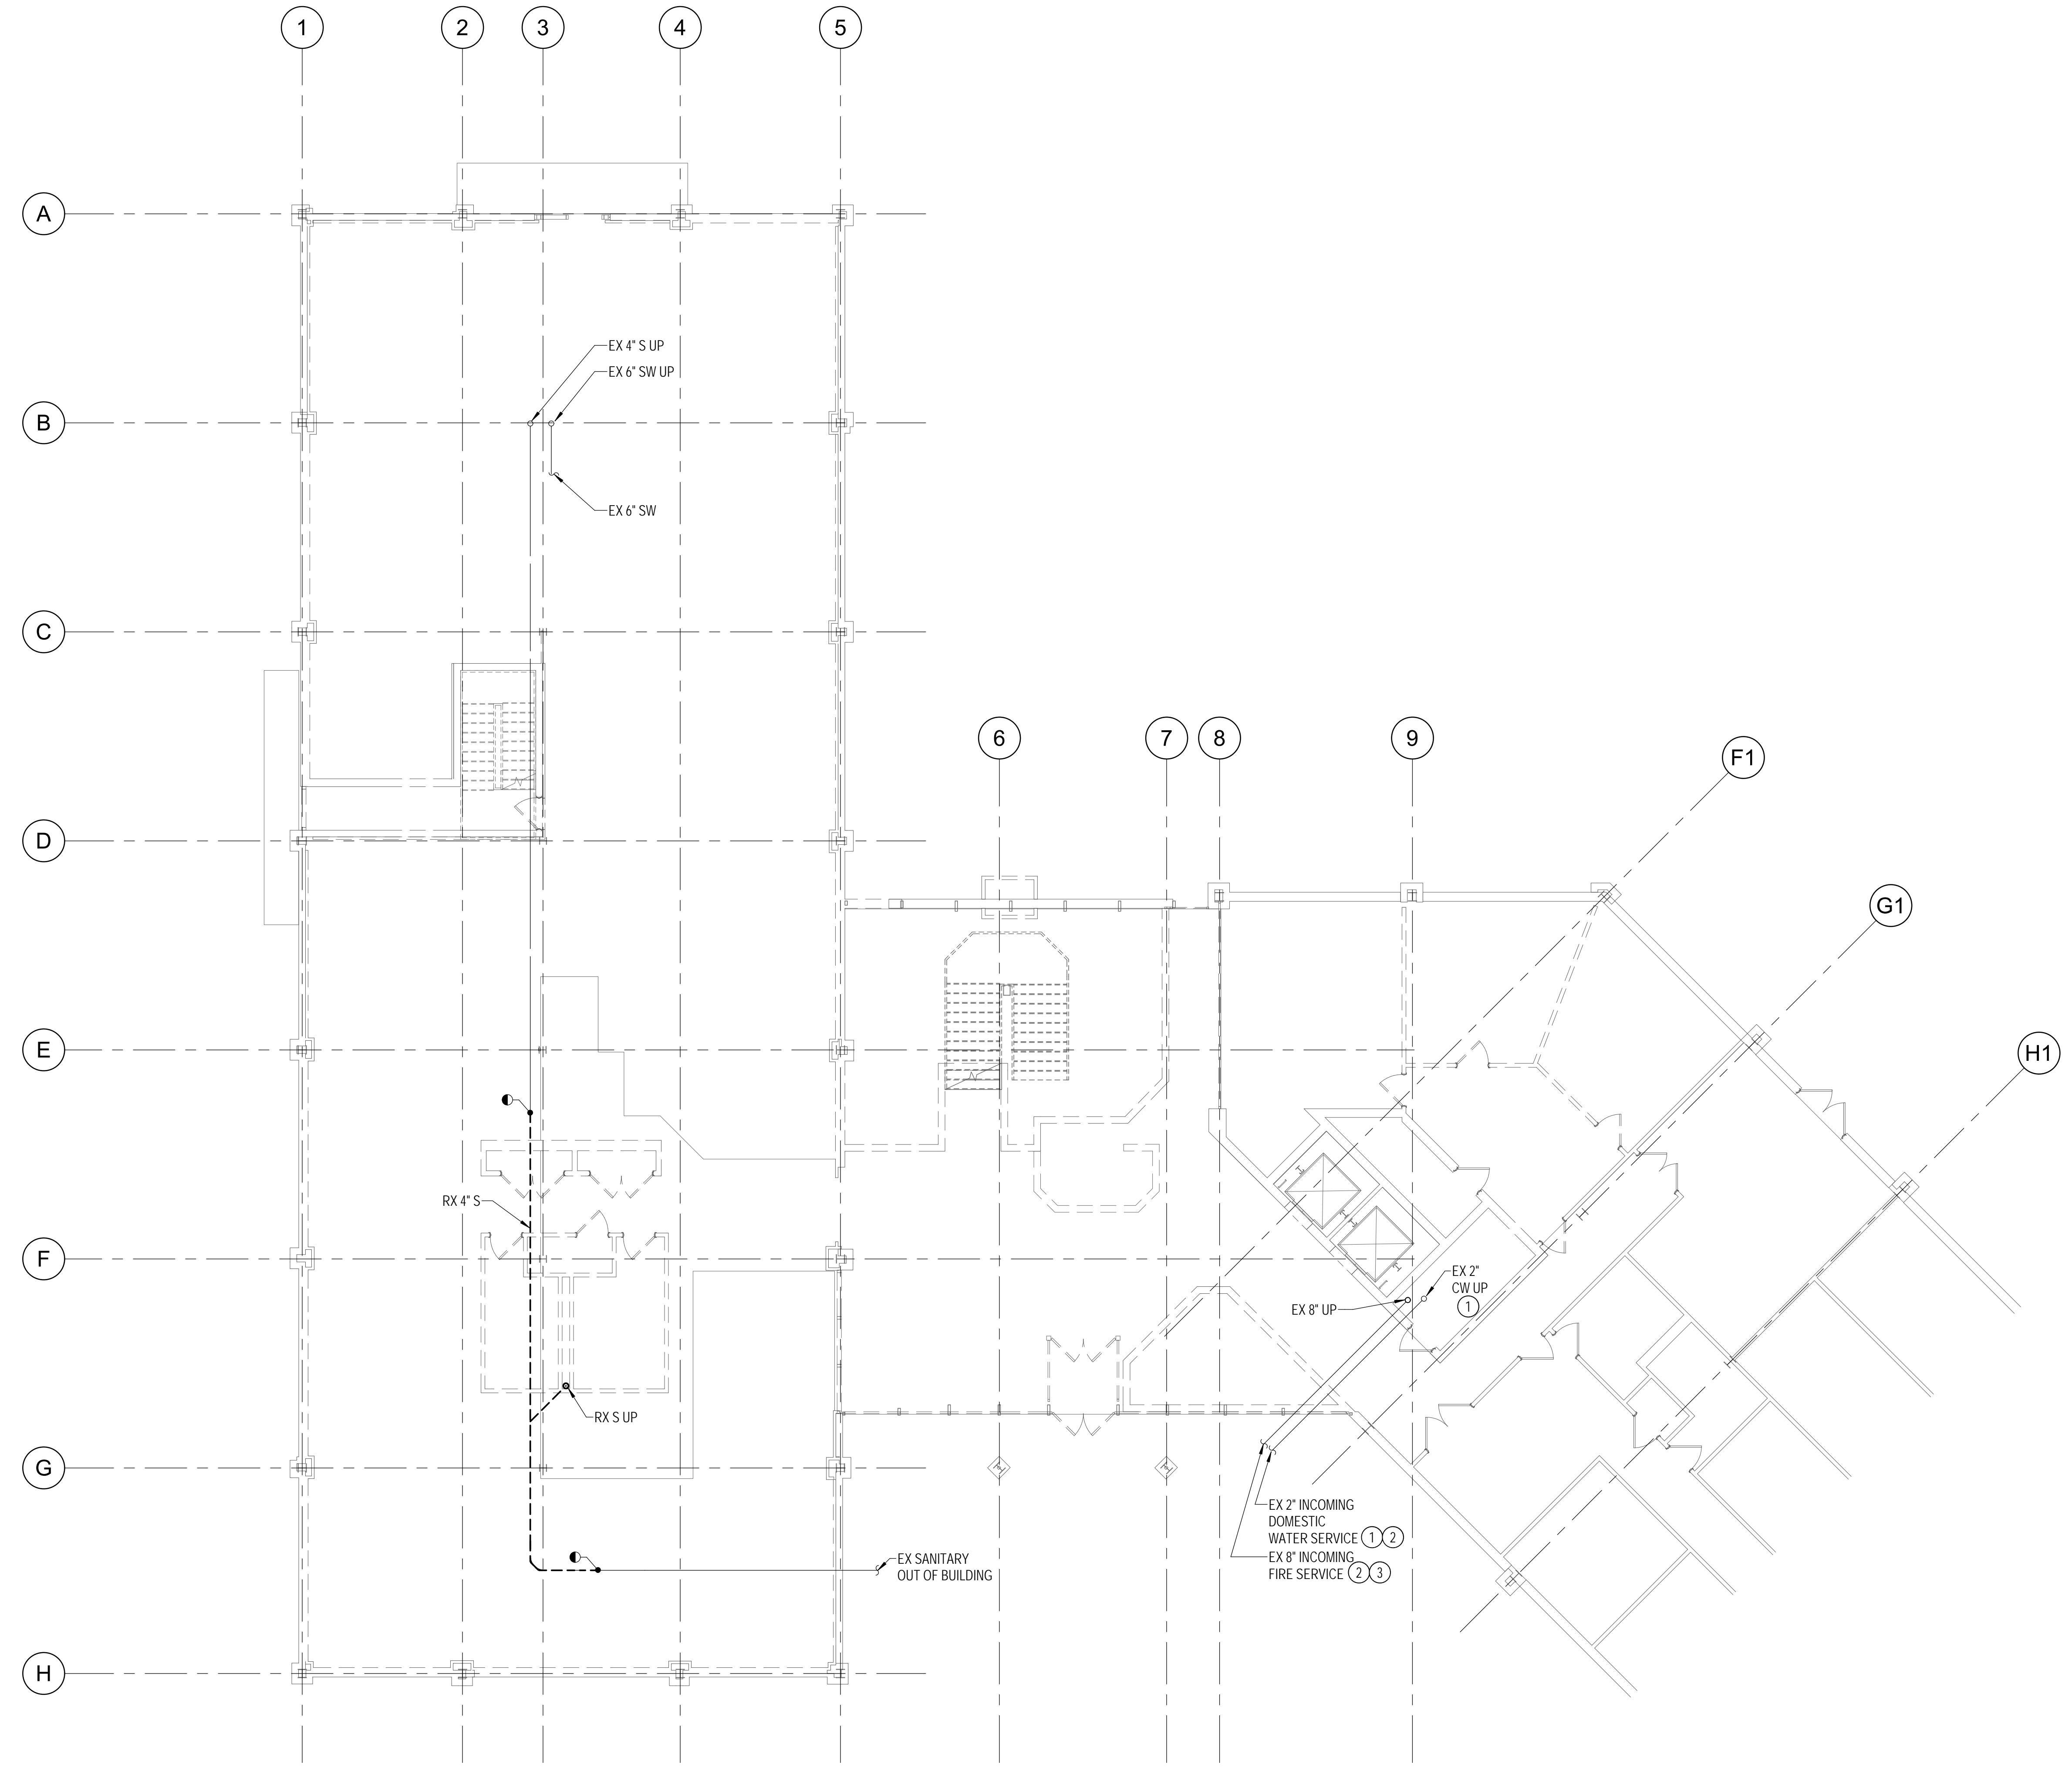 1
2
3
4
5
A
EX 4" S UP
EX 6" SW UP
B
EX 6" SW
C
6
7
8
9
F1
D
G1
E
H1
RX 4" S
F
EX 2"
CW UP
1
EX 8" UP
RX S UP
G
EX 2" INCOMING
DOMESTIC
WATER SERVICE 1 2
EX 8" INCOMING
FIRE SERVICE 2 3
EX SANITARY
OUT OF BUILDING
H